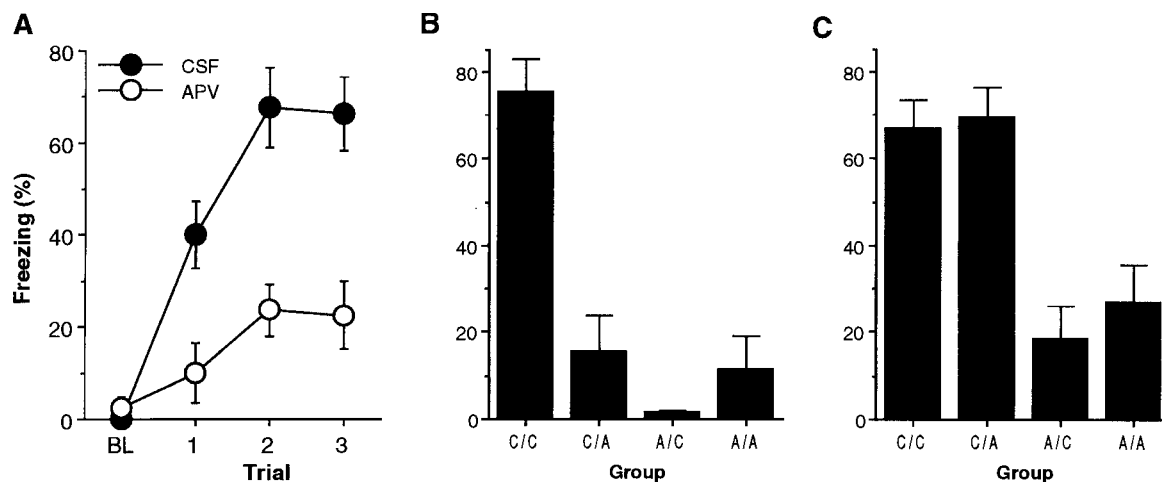 A
CSF
APV
Freezing (%)
80
60
40
20
0
BL 1 2 3
Trial
B
80
60
40
20
0
C/C C/A A/C A/A
Group
C
80
60
40
20
0
C/C C/A A/C A/A
Group